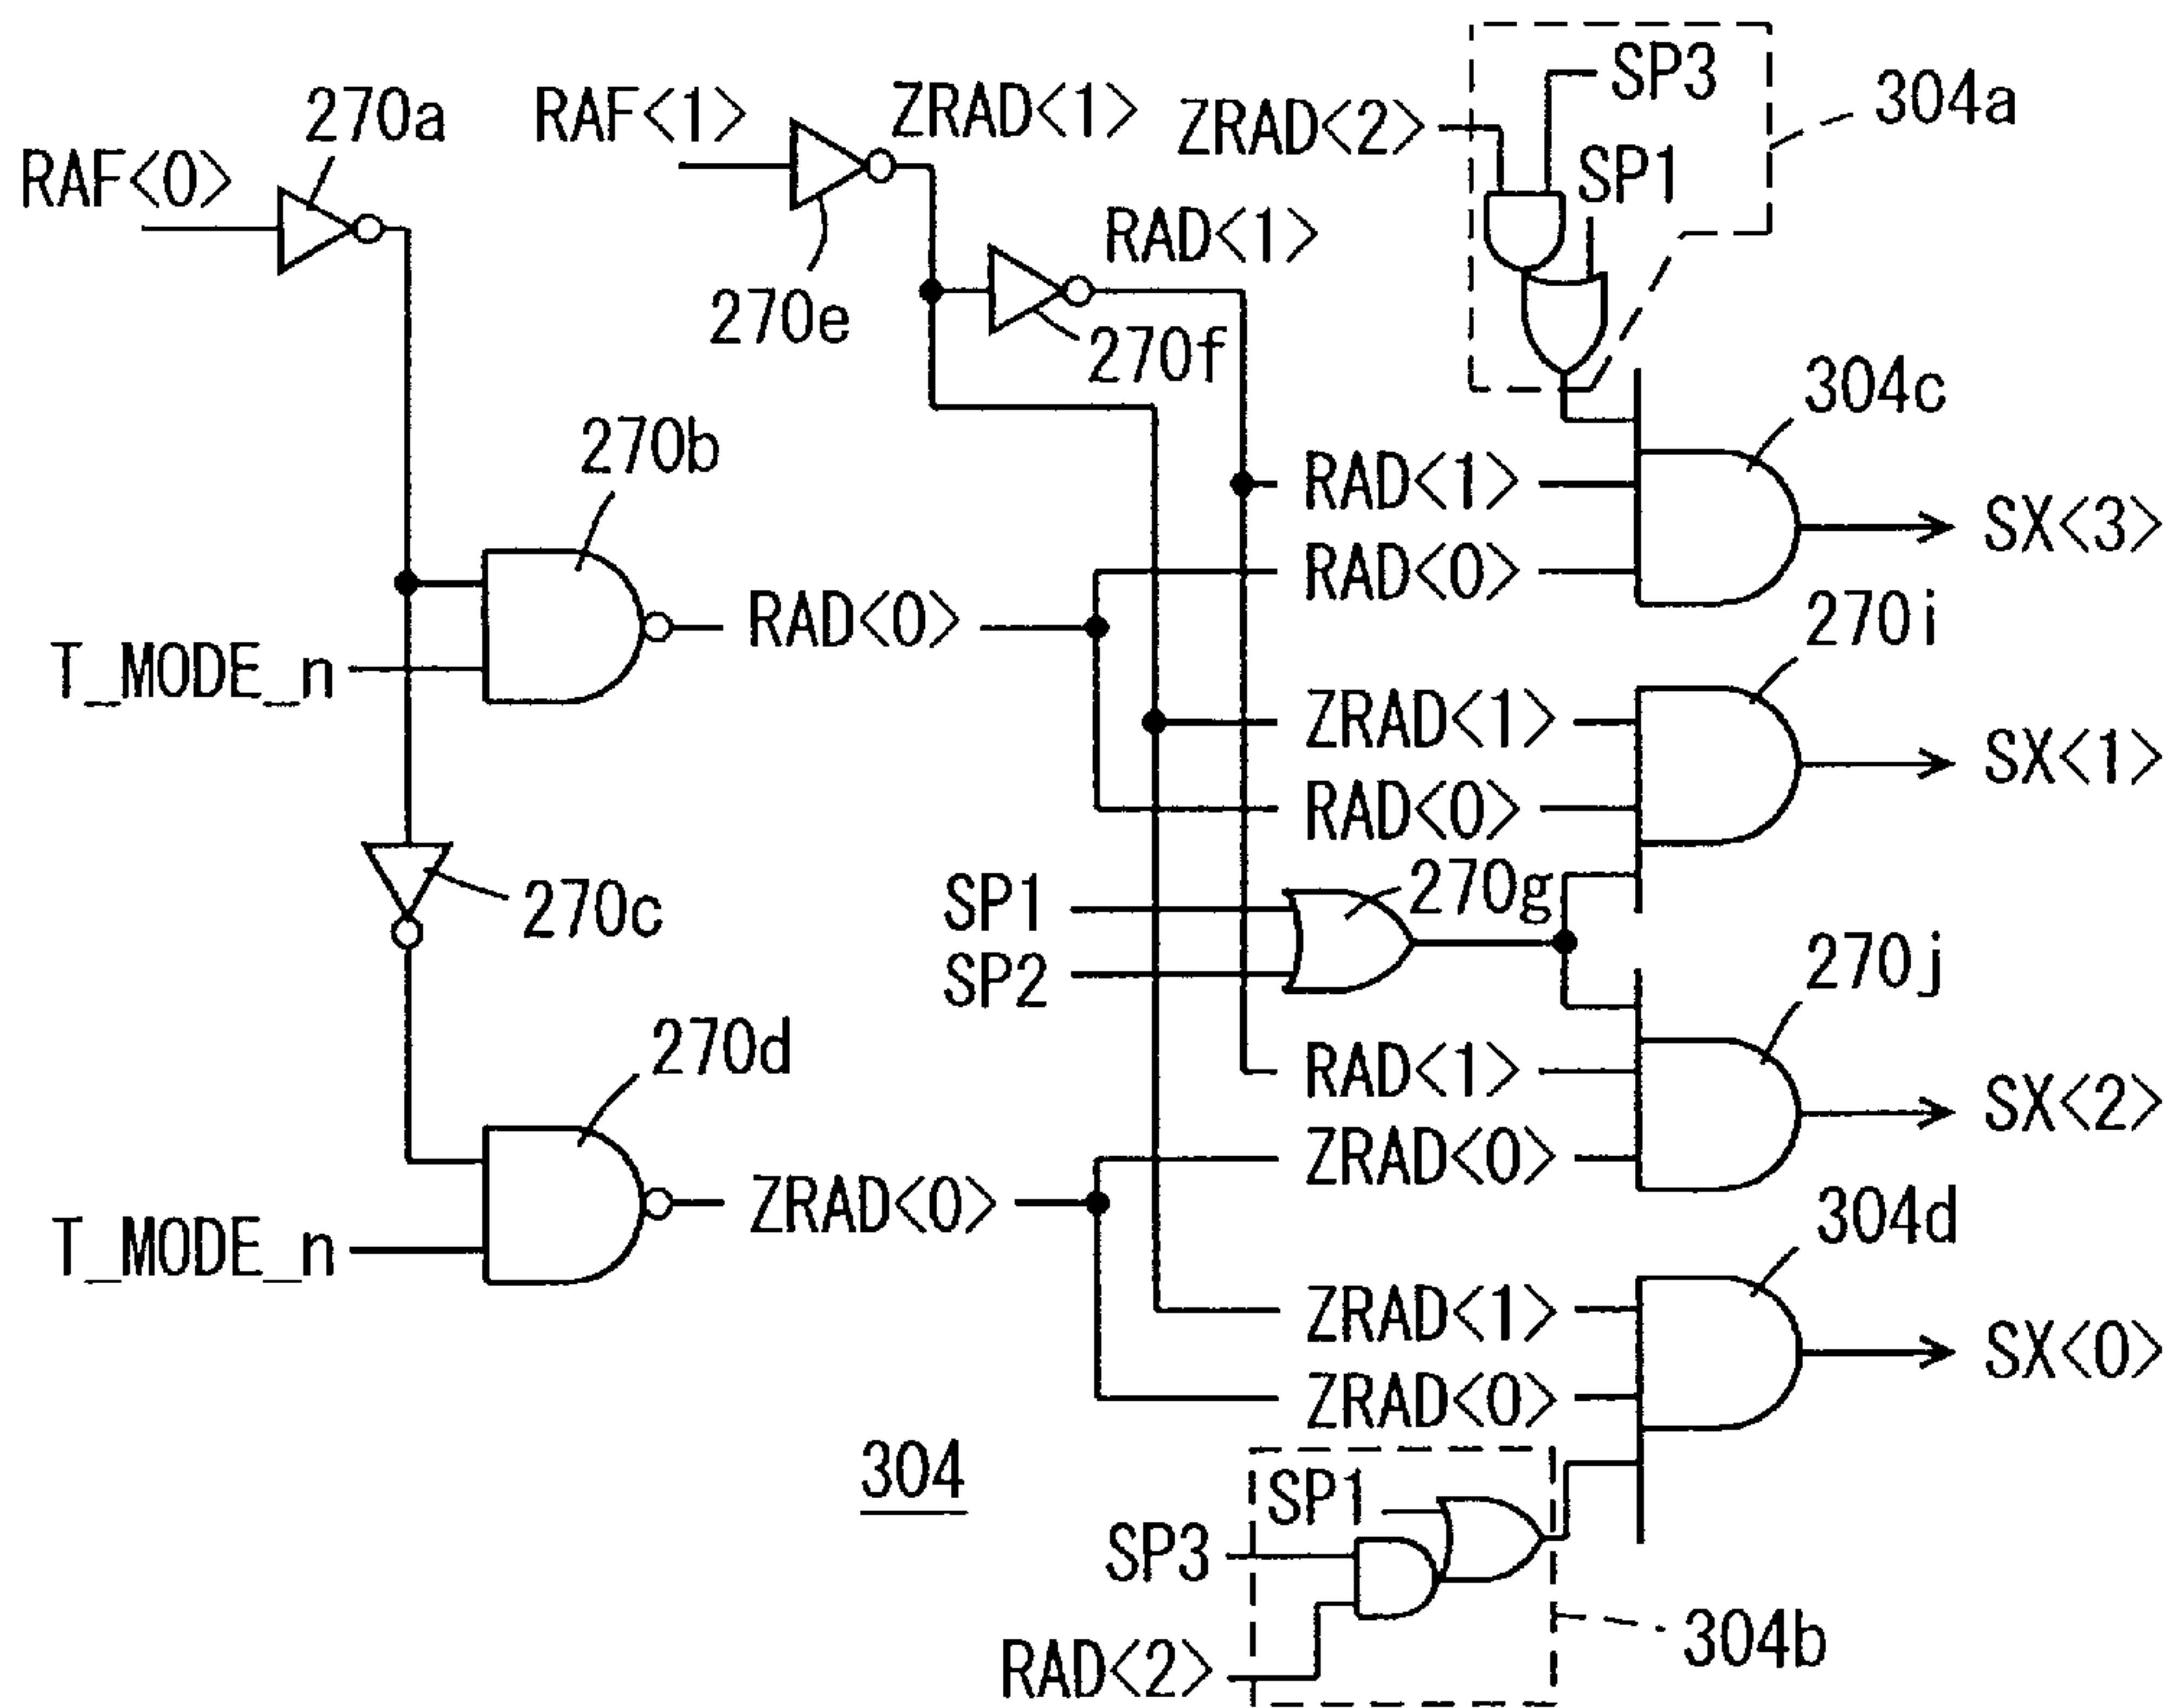 SP3
304a
270a
RAF<1>
ZRAD<1>
ZRAD<2>
SP1
RAF<0>
RAD<1>
270e
270f
304c
270b
RAD<1>
SX<3>
RAD<0>
270i
RAD<0>
T_MODE_n
ZRAD<1>
SX<1>
RAD<0>
270c
SP1
270g
SP2
270j
270d
RAD<1>
SX<2>
ZRAD<0>
ZRAD<0>
304d
T_MODE_n
ZRAD<1>
SX<0>
ZRAD<0>
304
SP1
SP3
304b
RAD<2>